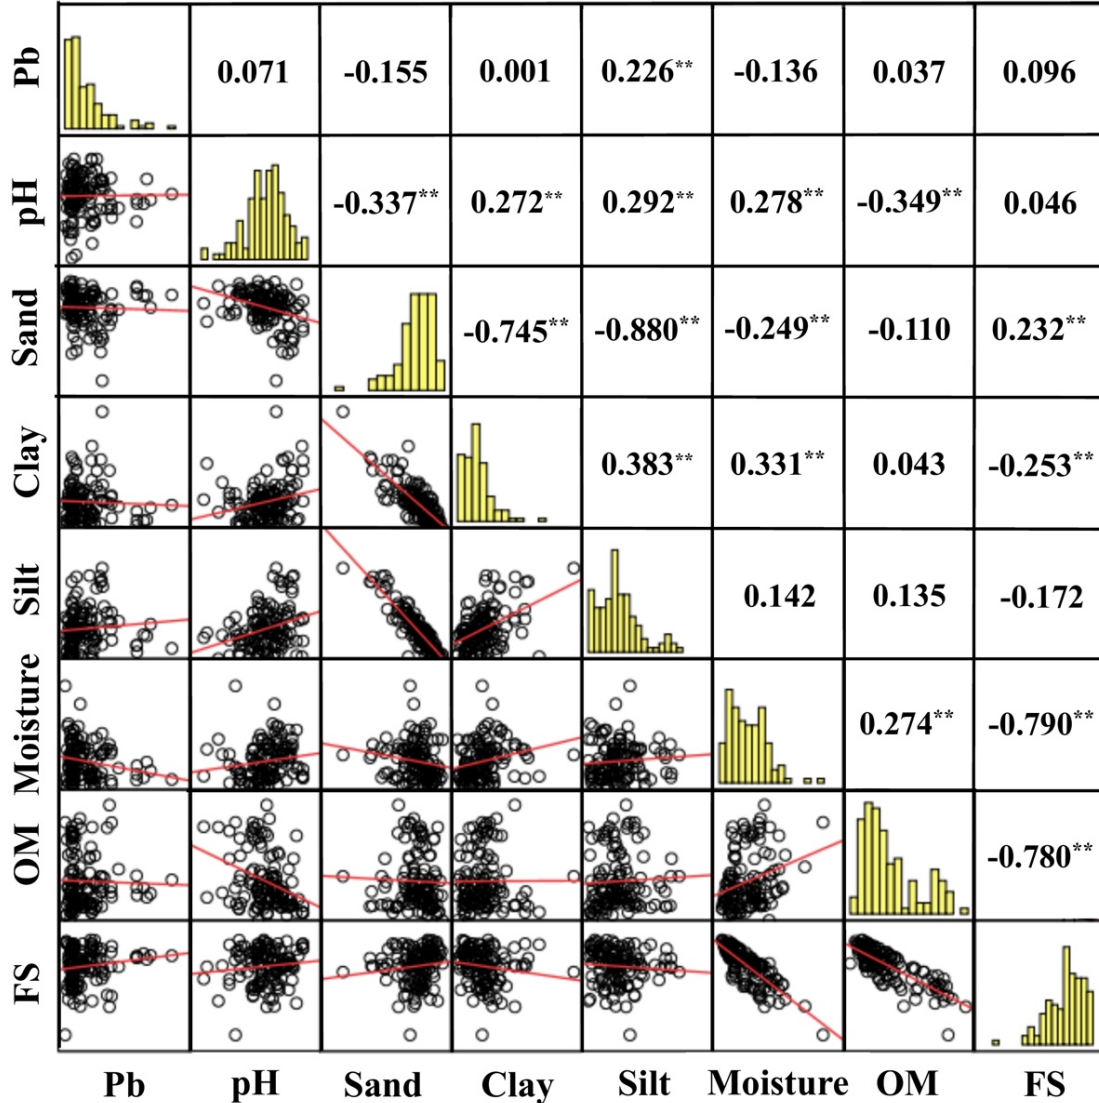 Pb 0.071 -0.155 0.001 0.226** -0.136 0.037 0.096
pH -0.337** 0.272** 0.292** 0.278** -0.349** 0.046
Sand -0.745** -0.880** -0.249** -0.110 0.232**
Clay 0.383** 0.331** 0.043 -0.253**
Silt 0.142 0.135 -0.172
Moisture 0.274** -0.790**
OM -0.780**
FS
Pb pH Sand Clay Silt Moisture OM FS